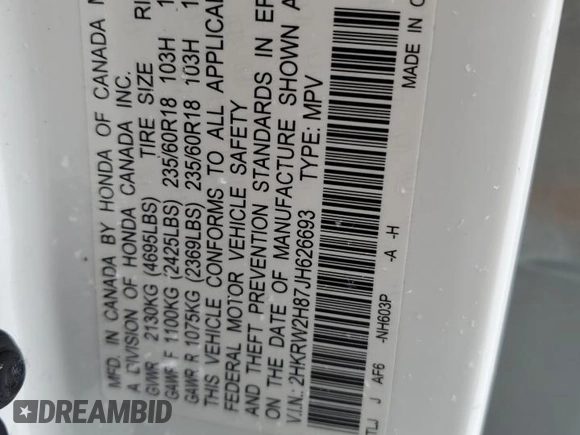 MFD. IN CANADA BY HONDA OF CANADA
A DIVISION OF HONDA CANADA INC.
GVWR 2130KG (4695LBS) TIRE SIZE
GAWR F 1100KG (2425LBS) 235/60R18 103H
GAWR R 1075KG (2369LBS) 235/60R18 103H
THIS VEHICLE CONFORMS TO ALL
FEDERAL MOTOR VEHICLE SAFETY
AND THEFT PREVENTION STANDARDS IN
ON THE DATE OF MANUFACTURE SHOWN
V.I.N.: 2HKRW2H87JH626693 TYPE: MPV
TLJ J AF6 -NH603P -A -H
MADE IN
DREAMBID